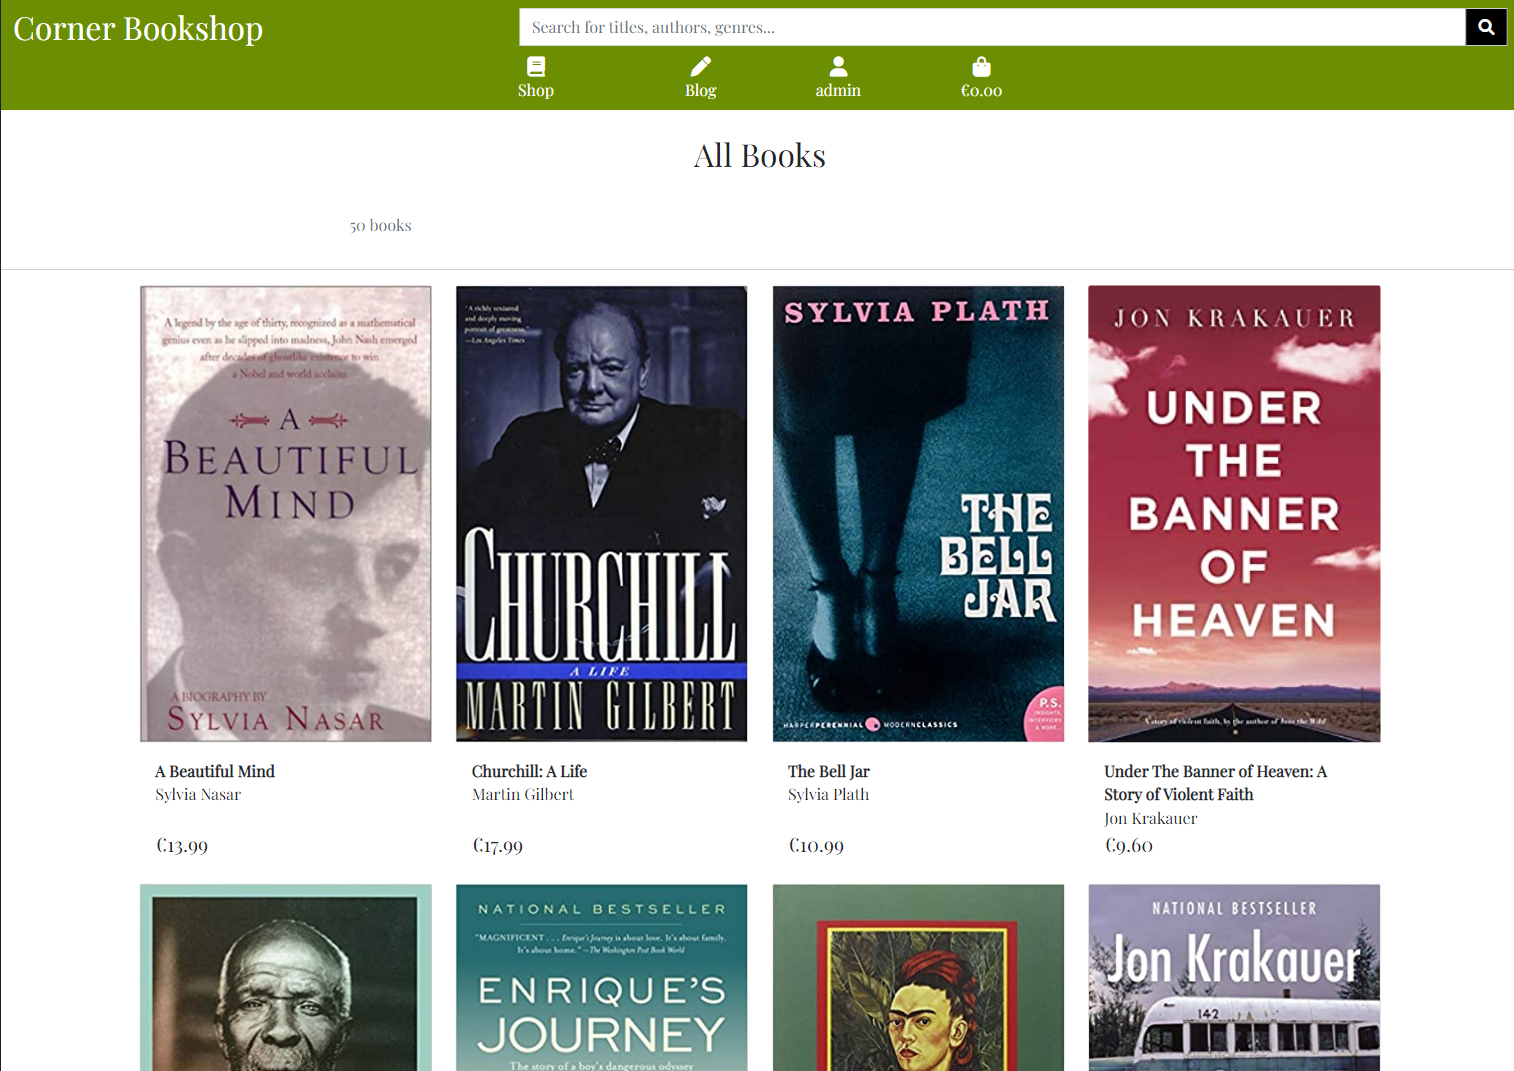 Corner Bookshop
Search for titles, authors, genres...
Shop
Blog
admin
€0.00
All Books
50 books
A legend by the age of thirty, recognized as a mathematical
genius even as he slipped into madness, John Nash emerged
after decades of ghostlike existence to win
a Nobel and world acclaim
A
BEAUTIFUL
MIND
A BIOGRAPHY BY
SYLVIA NASAR
"A richly textured
and deeply moving
portrait of greatness."
—Los Angeles Times
CHURCHILL
A LIFE
MARTIN GILBERT
SYLVIA PLATH
THE
BELL
JAR
P.S.
INSIGHTS,
INTERVIEWS
& MORE...
HARPERPERENNIAL MODERNCLASSICS
JON KRAKAUER
UNDER
THE
BANNER
OF
HEAVEN
A story of violent faith, by the author of Into the Wild
A Beautiful Mind
Sylvia Nasar
€13.99
Churchill: A Life
Martin Gilbert
€17.99
The Bell Jar
Sylvia Plath
€10.99
Under The Banner of Heaven: A
Story of Violent Faith
Jon Krakauer
€9.60
NATIONAL BESTSELLER
"MAGNIFICENT . . . Enrique's Journey is about love. It's about family.
It's about home." —The Washington Post Book World
ENRIQUE'S
JOURNEY
The story of a boy's dangerous odyssey
NATIONAL BESTSELLER
Jon Krakauer
142